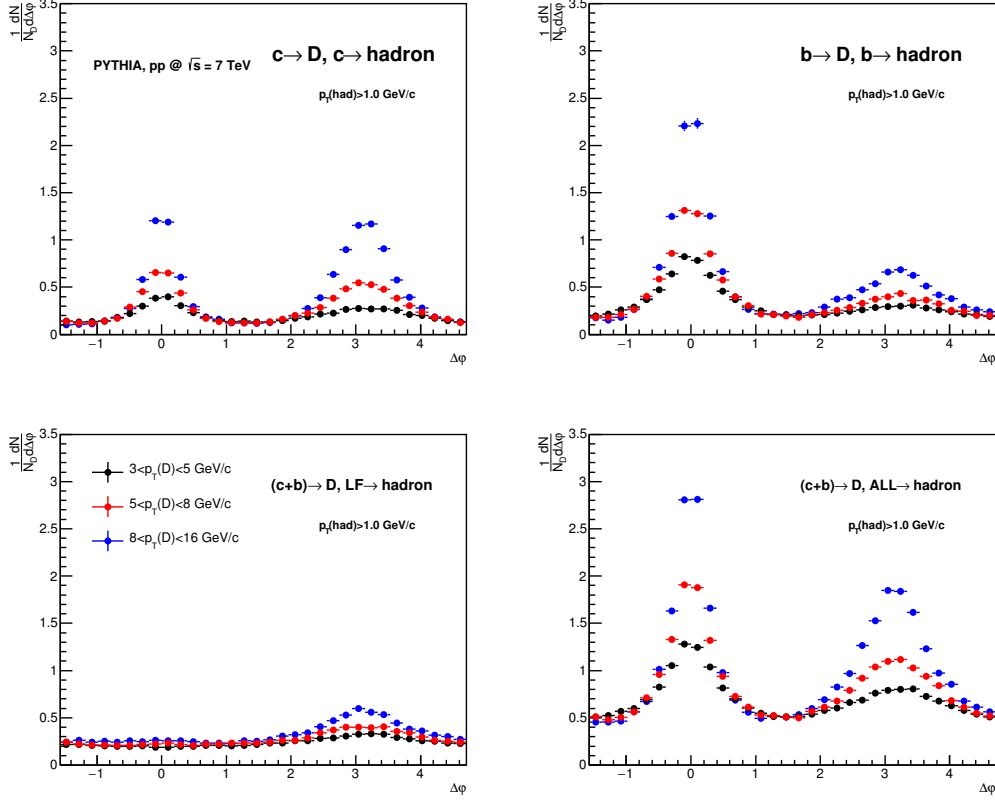 1 dN
N_D dΔφ
3.5
3
2.5
2
1.5
1
0.5
0
PYTHIA, pp @ √s = 7 TeV
c→ D, c→ hadron
p_T(had)>1.0 GeV/c
−1 0 1 2 3 4
Δφ
1 dN
N_D dΔφ
3.5
3
2.5
2
1.5
1
0.5
0
b→ D, b→ hadron
p_T(had)>1.0 GeV/c
−1 0 1 2 3 4
Δφ
1 dN
N_D dΔφ
3.5
3
2.5
2
1.5
1
0.5
0
3<p_T(D)<5 GeV/c
5<p_T(D)<8 GeV/c
8<p_T(D)<16 GeV/c
(c+b)→ D, LF→ hadron
p_T(had)>1.0 GeV/c
−1 0 1 2 3 4
Δφ
1 dN
N_D dΔφ
3.5
3
2.5
2
1.5
1
0.5
0
(c+b)→ D, ALL→ hadron
p_T(had)>1.0 GeV/c
−1 0 1 2 3 4
Δφ